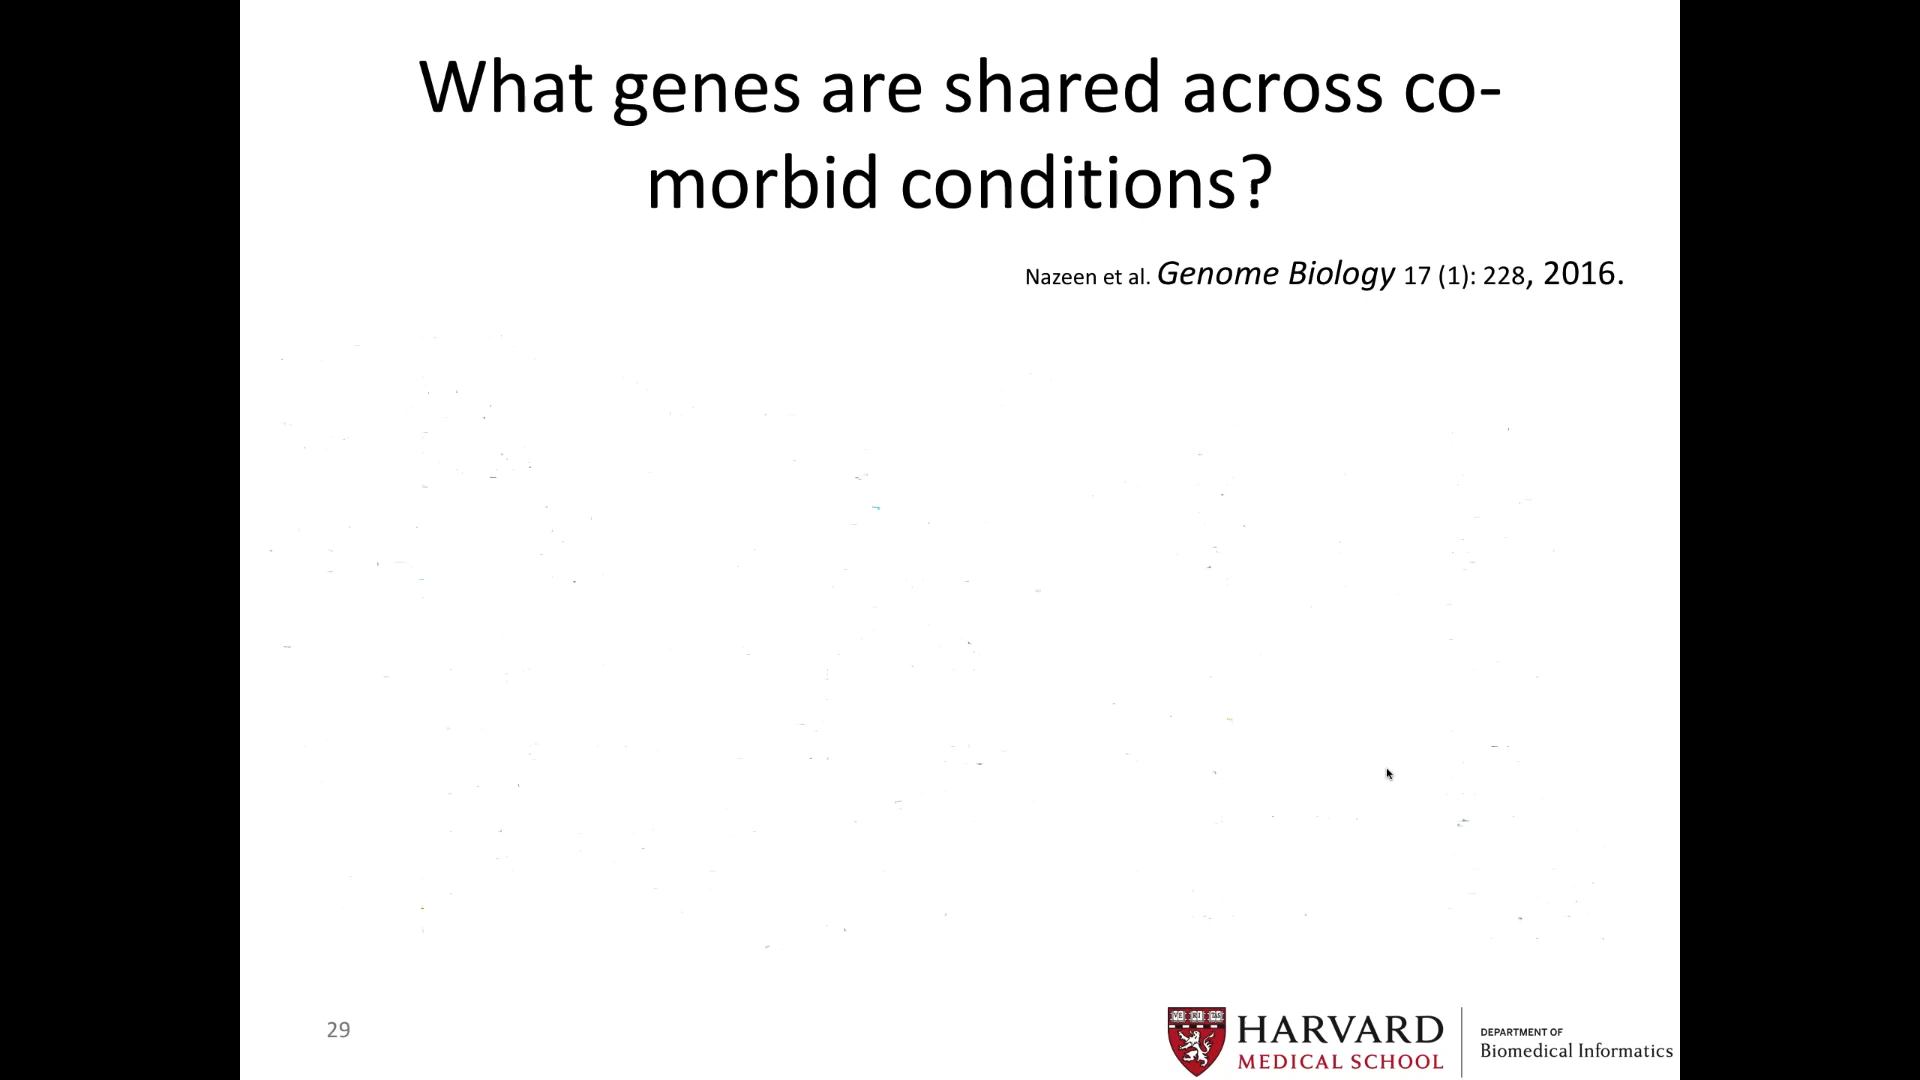 What genes are shared across co-
morbid conditions?
Nazeen et al. Genome Biology 17 (1): 228, 2016.
29
HARVARD
MEDICAL SCHOOL
DEPARTMENT OF
Biomedical Informatics